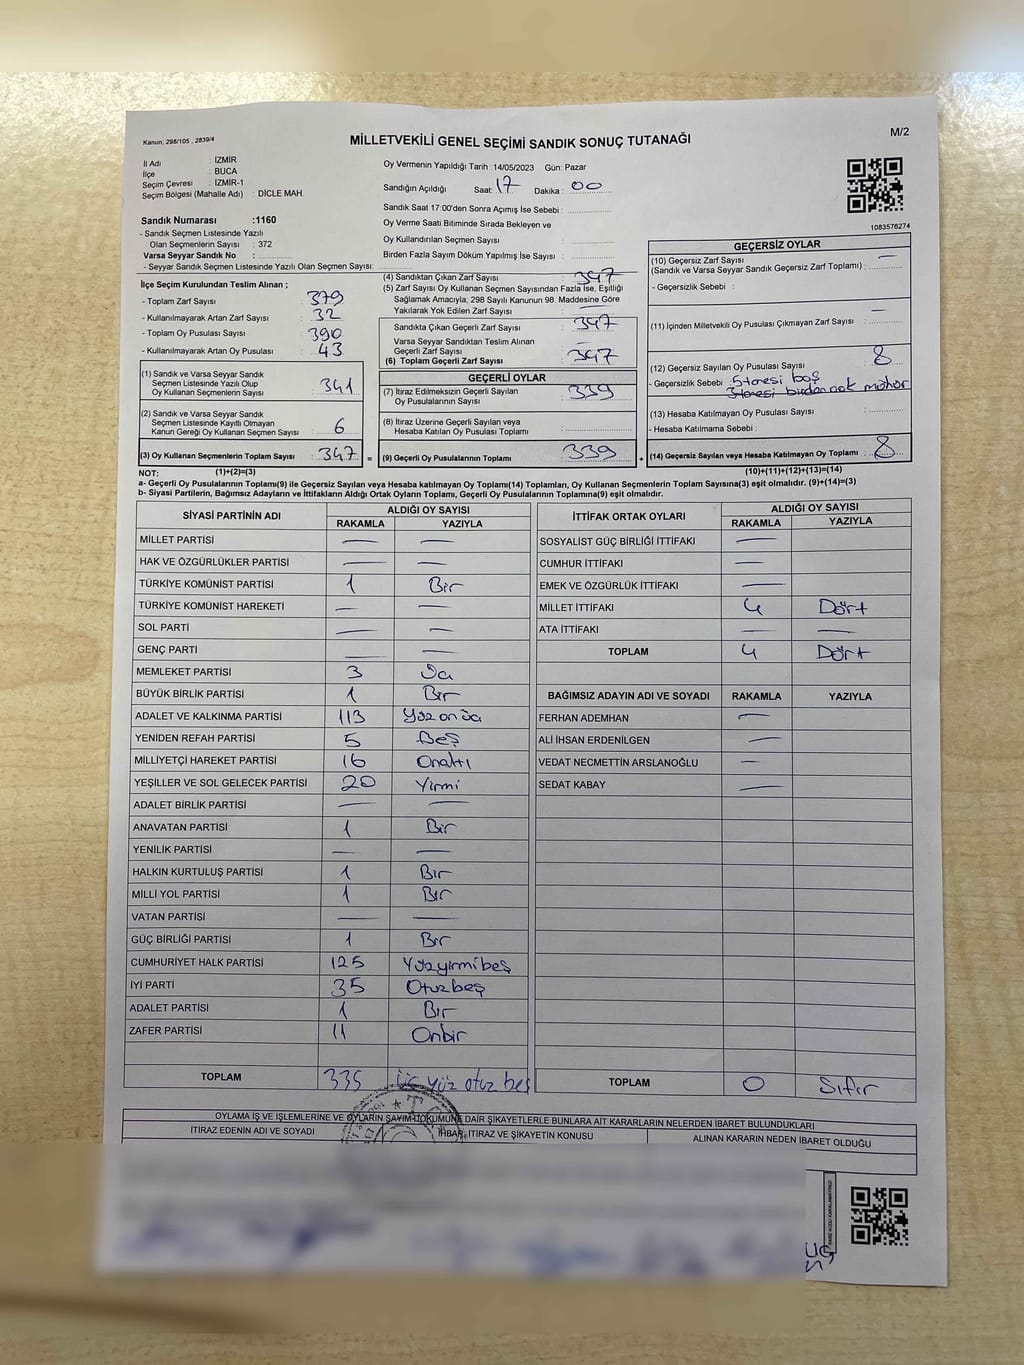 Kanun: 298/105 , 2839/4
MİLLETVEKİLİ GENEL SEÇİMİ SANDIK SONUÇ TUTANAĞI
M/2
İl Adı : İZMİR
İlçe : BUCA
Seçim Çevresi : İZMİR-1
Seçim Bölgesi (Mahalle Adı) : DİCLE MAH.
Sandık Numarası :1160
- Sandık Seçmen Listesinde Yazılı
Olan Seçmenlerin Sayısı : 372
Varsa Seyyar Sandık No :
- Seyyar Sandık Seçmen Listesinde Yazılı Olan Seçmen Sayısı:
Oy Vermenin Yapıldığı Tarih : 14/05/2023 Gün: Pazar
Sandığın Açıldığı Saat 17 Dakika : 00
Sandık Saat 17:00'den Sonra Açımış İse Sebebi :
Oy Verme Saati Bitiminde Sırada Bekleyen ve
Oy Kullandırılan Seçmen Sayısı :
Birden Fazla Sayım Döküm Yapılmış İse Sayısı :
1083576274
İlçe Seçim Kurulundan Teslim Alınan ;
- Toplam Zarf Sayısı : 379
- Kullanılmayarak Artan Zarf Sayısı : 32
- Toplam Oy Pusulası Sayısı : 390
- Kullanılmayarak Artan Oy Pusulası : 43
(4) Sandıktan Çıkan Zarf Sayısı : 347
(5) Zarf Sayısı Oy Kullanan Seçmen Sayısından Fazla İse, Eşitliği
Sağlamak Amacıyla, 298 Sayılı Kanunun 98. Maddesine Göre
Yakılarak Yok Edilen Zarf Sayısı : —
Sandıkta Çıkan Geçerli Zarf Sayısı : 347
Varsa Seyyar Sandıktan Teslim Alınan
Geçerli Zarf Sayısı : —
(6) Toplam Geçerli Zarf Sayısı : 347
GEÇERSİZ OYLAR
(10) Geçersiz Zarf Sayısı —
(Sandık ve Varsa Seyyar Sandık Geçersiz Zarf Toplamı) :
- Geçersizlik Sebebi :
(11) İçinden Milletvekili Oy Pusulası Çıkmayan Zarf Sayısı : —
(12) Geçersiz Sayılan Oy Pusulası Sayısı : 8
- Geçersizlik Sebebi : 5 tanesi boş
3 tanesi birden çok mühür
(13) Hesaba Katılmayan Oy Pusulası Sayısı :
- Hesaba Katılmama Sebebi :
(14) Geçersiz Sayılan veya Hesaba Katılmayan Oy Toplamı : 8
(1) Sandık ve Varsa Seyyar Sandık
Seçmen Listesinde Yazılı Olup
Oy Kullanan Seçmenlerin Sayısı : 341
(2) Sandık ve Varsa Seyyar Sandık
Seçmen Listesinde Kayıtlı Olmayan
Kanun Gereği Oy Kullanan Seçmen Sayısı : 6
(3) Oy Kullanan Seçmenlerin Toplam Sayısı : 347 =
GEÇERLİ OYLAR
(7) İtiraz Edilmeksizin Geçerli Sayılan
Oy Pusulalarının Sayısı : 339
(8) İtiraz Üzerine Geçerli Sayılan veya
Hesaba Katılan Oy Pusulası Toplamı :
(9) Geçerli Oy Pusulalarının Toplamı : 339 +
NOT: (1)+(2)=(3)
(10)+(11)+(12)+(13)=(14)
a- Geçerli Oy Pusulalarının Toplamı(9) ile Geçersiz Sayılan veya Hesaba Katılmayan Oy Toplamı(14) Toplamları, Oy Kullanan Seçmenlerin Toplam Sayısına(3) eşit olmalıdır. (9)+(14)=(3)
b- Siyasi Partilerin, Bağımsız Adayların ve İttifakların Aldığı Ortak Oyların Toplamı, Geçerli Oy Pusulalarının Toplamına(9) eşit olmalıdır.
SİYASİ PARTİNİN ADI ALDIĞI OY SAYISI
RAKAMLA YAZIYLA
MİLLET PARTİSİ — —
HAK VE ÖZGÜRLÜKLER PARTİSİ — —
TÜRKİYE KOMÜNİST PARTİSİ 1 Bir
TÜRKİYE KOMÜNİST HAREKETİ — —
SOL PARTİ — —
GENÇ PARTİ — —
MEMLEKET PARTİSİ 3 Üç
BÜYÜK BİRLİK PARTİSİ 1 Bir
ADALET VE KALKINMA PARTİSİ 113 Yüz onüç
YENİDEN REFAH PARTİSİ 5 Beş
MİLLİYETÇİ HAREKET PARTİSİ 16 Onaltı
YEŞİLLER VE SOL GELECEK PARTİSİ 20 Yirmi
ADALET BİRLİK PARTİSİ — —
ANAVATAN PARTİSİ 1 Bir
YENİLİK PARTİSİ — —
HALKIN KURTULUŞ PARTİSİ 1 Bir
MİLLİ YOL PARTİSİ 1 Bir
VATAN PARTİSİ — —
GÜÇ BİRLİĞİ PARTİSİ 1 Bir
CUMHURİYET HALK PARTİSİ 125 Yüzyirmibeş
İYİ PARTİ 35 Otuzbeş
ADALET PARTİSİ 1 Bir
ZAFER PARTİSİ 11 Onbir
TOPLAM 335 Üç yüz otuz beş
İTTİFAK ORTAK OYLARI ALDIĞI OY SAYISI
RAKAMLA YAZIYLA
SOSYALIST GÜÇ BİRLİĞİ İTTİFAKI —
CUMHUR İTTİFAKI —
EMEK VE ÖZGÜRLÜK İTTİFAKI —
MİLLET İTTİFAKI 4 Dört
ATA İTTİFAKI — —
TOPLAM 4 Dört
BAĞIMSIZ ADAYIN ADI VE SOYADI RAKAMLA YAZIYLA
FERHAN ADEMHAN —
ALİ İHSAN ERDENİLGEN —
VEDAT NECMETTİN ARSLANOĞLU —
SEDAT KABAY —
TOPLAM 0 Sıfır
OYLAMA İŞ VE İŞLEMLERİNE VE OYLARIN SAYIM DÖKÜMÜNE DAİR ŞİKAYETLERLE BUNLARA AİT KARARLARIN NELERDEN İBARET BULUNDUKLARI
İTİRAZ EDENİN ADI VE SOYADI İHBAR, İTİRAZ VE ŞİKAYETİN KONUSU ALINAN KARARIN NEDEN İBARET OLDUĞU